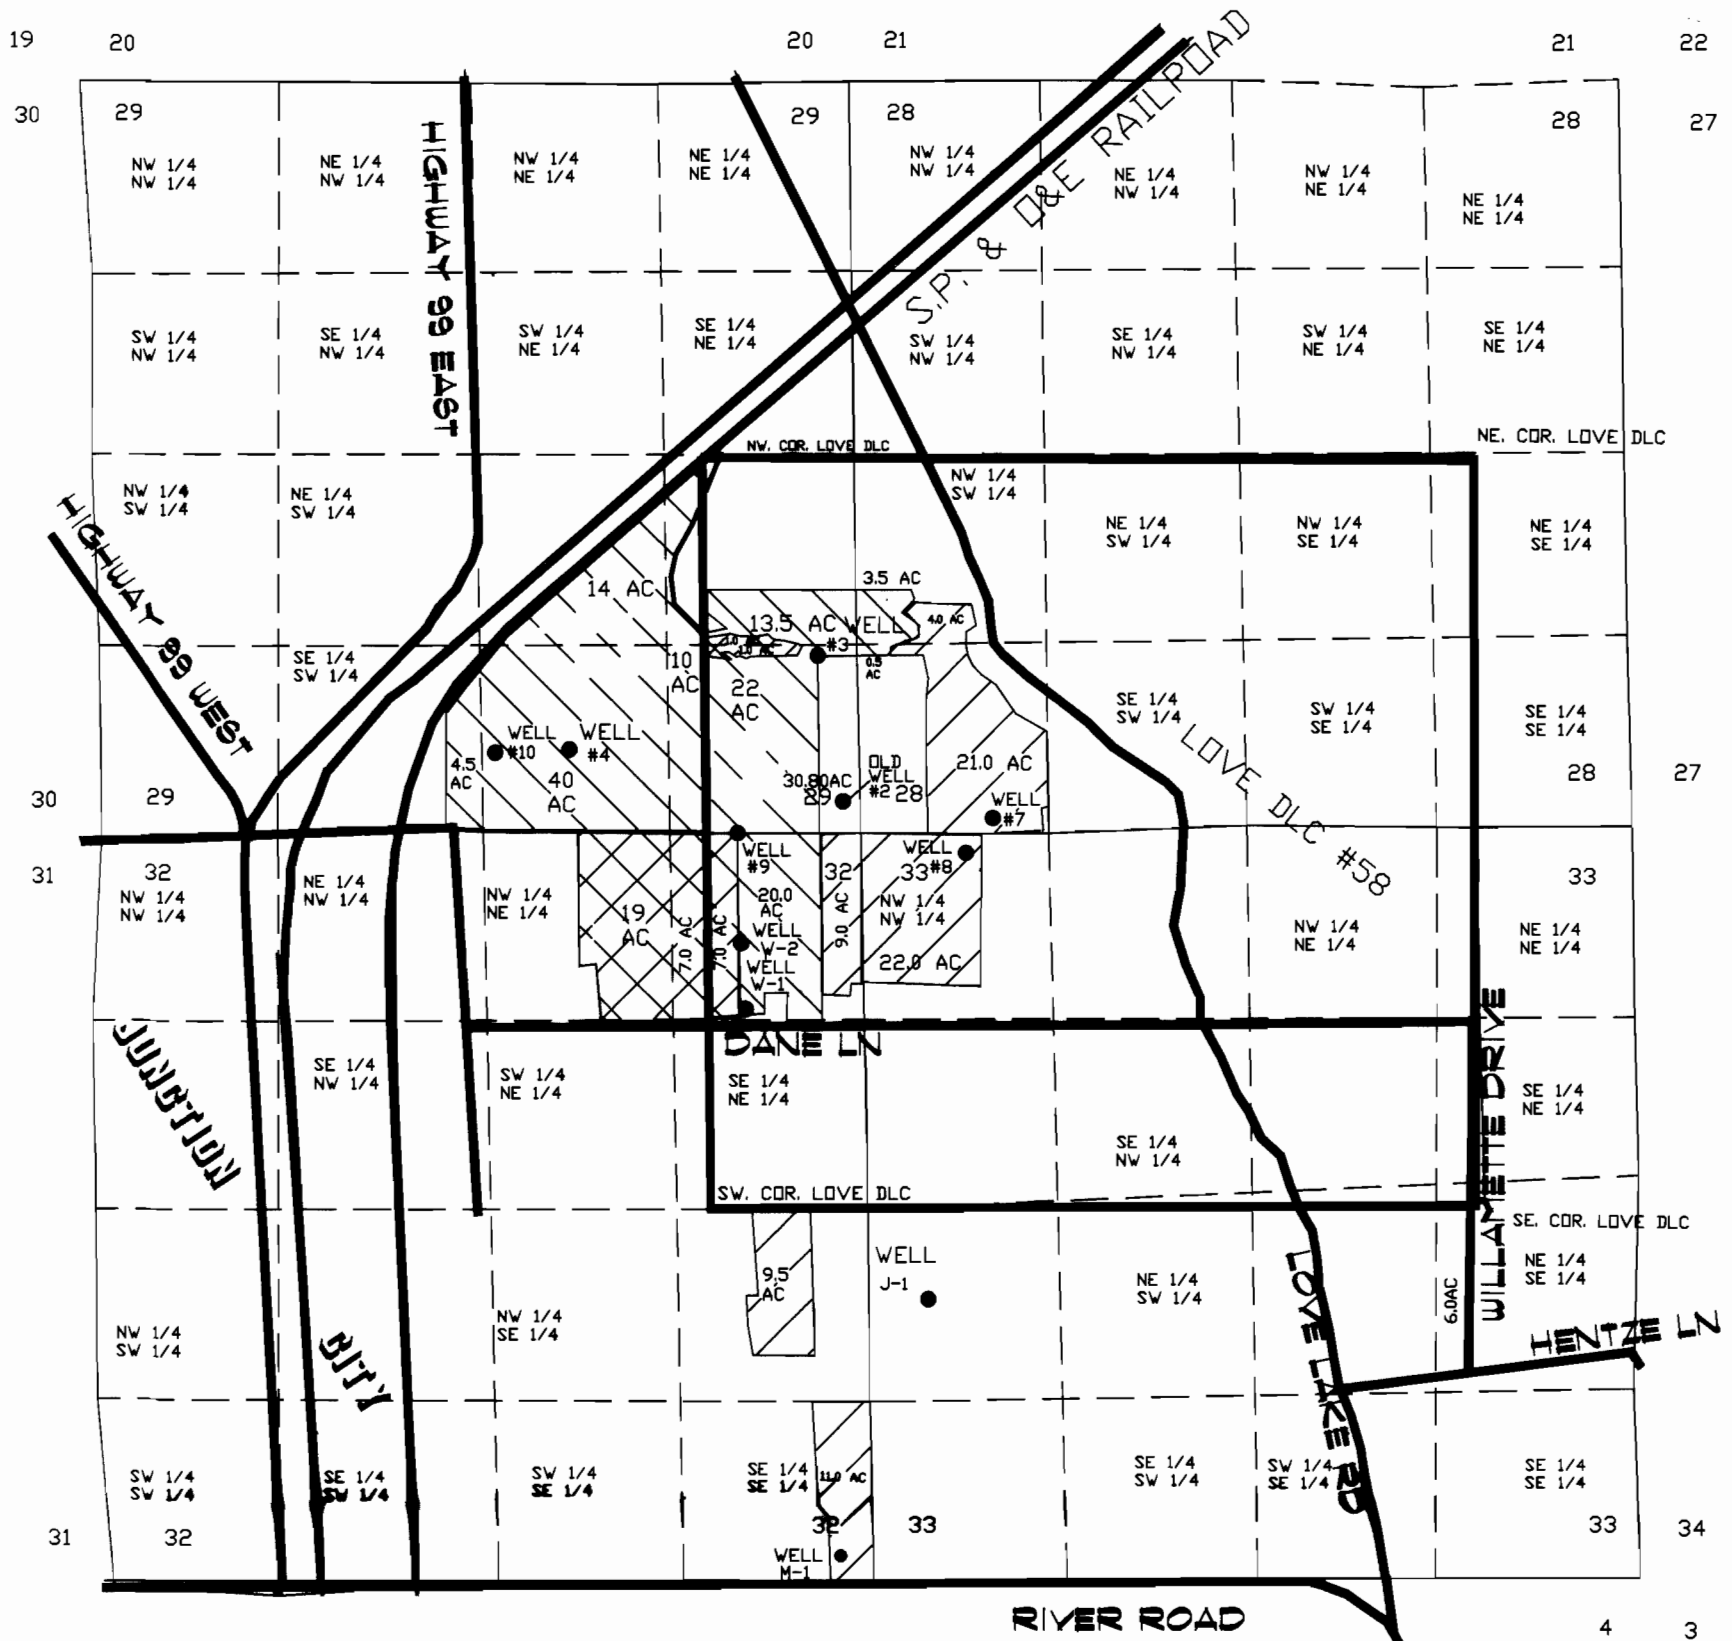 19
20
20
21
21
22
30
29
29
28
28
27
NW 1/4
NW 1/4
NE 1/4
NW 1/4
HIGHWAY 99 EAST
NW 1/4
NE 1/4
NE 1/4
NE 1/4
NW 1/4
NW 1/4
NE 1/4
NW 1/4
NW 1/4
NE 1/4
NE 1/4
NE 1/4
S.P. & O&E RAILROAD
SW 1/4
NW 1/4
SE 1/4
NW 1/4
SW 1/4
NE 1/4
SE 1/4
NE 1/4
SW 1/4
NW 1/4
SE 1/4
NW 1/4
SW 1/4
NE 1/4
SE 1/4
NE 1/4
NW. COR. LOVE DLC
NE. COR. LOVE DLC
HIGHWAY 99 WEST
NW 1/4
SW 1/4
NE 1/4
SW 1/4
NW 1/4
SW 1/4
NE 1/4
SW 1/4
NW 1/4
SE 1/4
NE 1/4
SE 1/4
14 AC
3.5 AC
13.5 AC
WELL
#3
4.0 AC
1.0 AC
0.5
AC
SE 1/4
SW 1/4
10
AC
22
AC
SE 1/4
SW 1/4
SW 1/4
SE 1/4
SE 1/4
SE 1/4
LOVE DLC #58
WELL
#10
WELL
#4
4.5
AC
40
AC
30.80AC
OLD
WELL
#2
21.0 AC
WELL
#7
30
29
29
28
28
27
31
32
32
33
33
WELL
#9
WELL
#8
NW 1/4
NW 1/4
NE 1/4
NW 1/4
NW 1/4
NE 1/4
19
AC
7.0 AC
7.0 AC
20.0
AC
9.0 AC
NW 1/4
NW 1/4
NW 1/4
NE 1/4
NE 1/4
NE 1/4
WELL
W-2
WELL
W-1
22.0 AC
DANE LN
WILLAMETTE DRIVE
JUNCTION
CITY
SE 1/4
NW 1/4
SW 1/4
NE 1/4
SE 1/4
NE 1/4
SE 1/4
NW 1/4
SE 1/4
NE 1/4
SW. COR. LOVE DLC
SE. COR. LOVE DLC
9.5
AC
WELL
J-1
NE 1/4
SW 1/4
LOVE LAKE RD
6.0AC
NE 1/4
SE 1/4
NW 1/4
SW 1/4
NW 1/4
SE 1/4
HENTZE LN
SW 1/4
SW 1/4
SE 1/4
SW 1/4
SW 1/4
SE 1/4
SE 1/4
SE 1/4
11.0 AC
SE 1/4
SW 1/4
SW 1/4
SE 1/4
SE 1/4
SE 1/4
31
32
32
33
33
34
WELL
M-1
RIVER ROAD
4
3